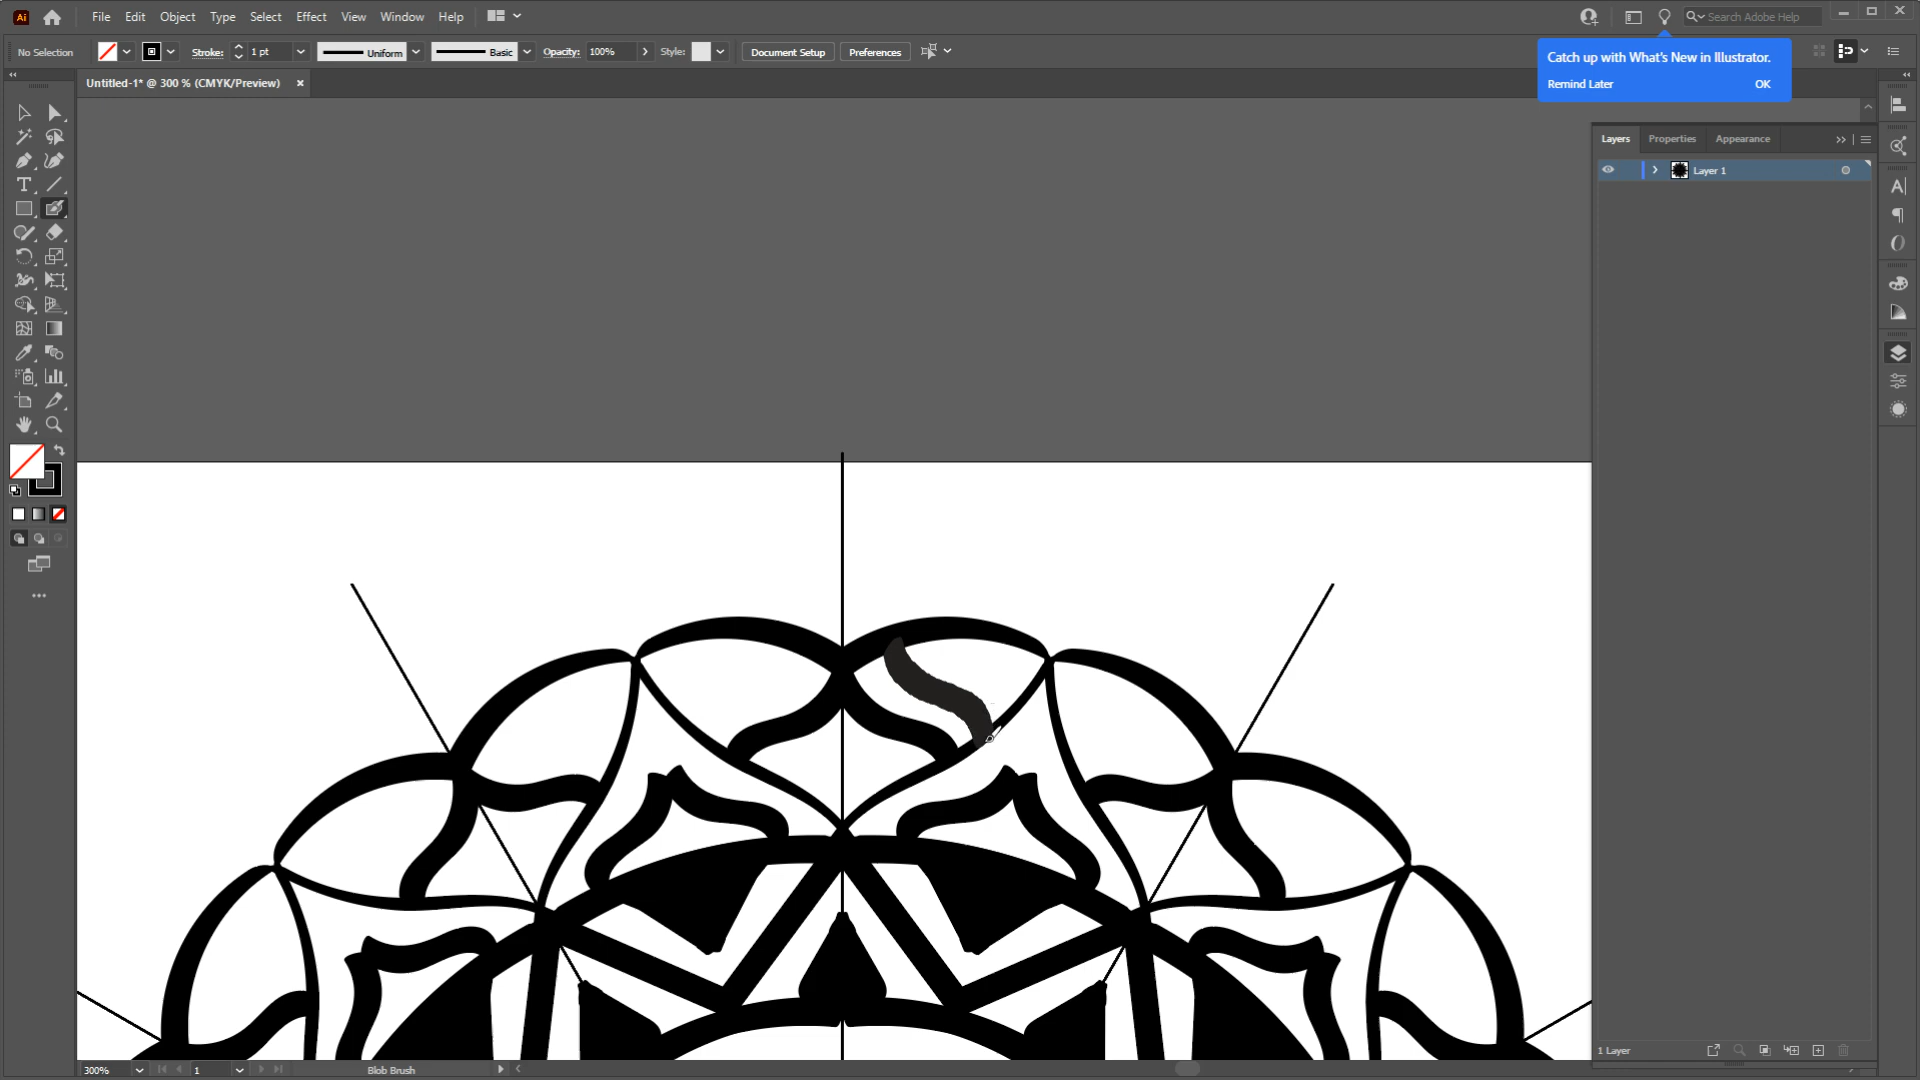 Ai File Edit Object Type Select Effect View Window Help Search Adobe Help
No Selection Stroke: 1 pt Uniform Basic Opacity: 100% Style: Document Setup Preferences
Catch up with What's New in Illustrator.
Remind Later OK
Untitled-1* @ 300 % (CMYK/Preview)
Layers Properties Appearance
Layer 1
1 Layer
300% 1 Blob Brush